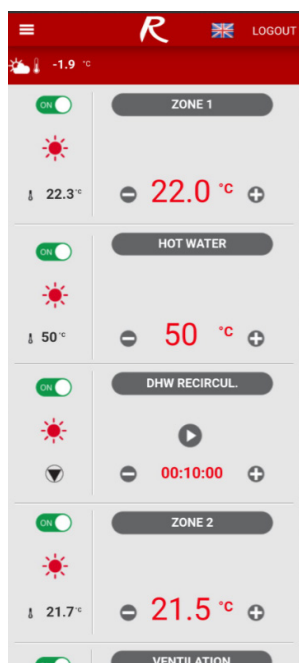 R LOGOUT
-1.9 °C
ON ZONE 1
22.3 °C 22.0 °C
ON HOT WATER
50 °C 50 °C
ON DHW RECIRCUL.
00:10:00
ON ZONE 2
21.7 °C 21.5 °C
VENTILATION